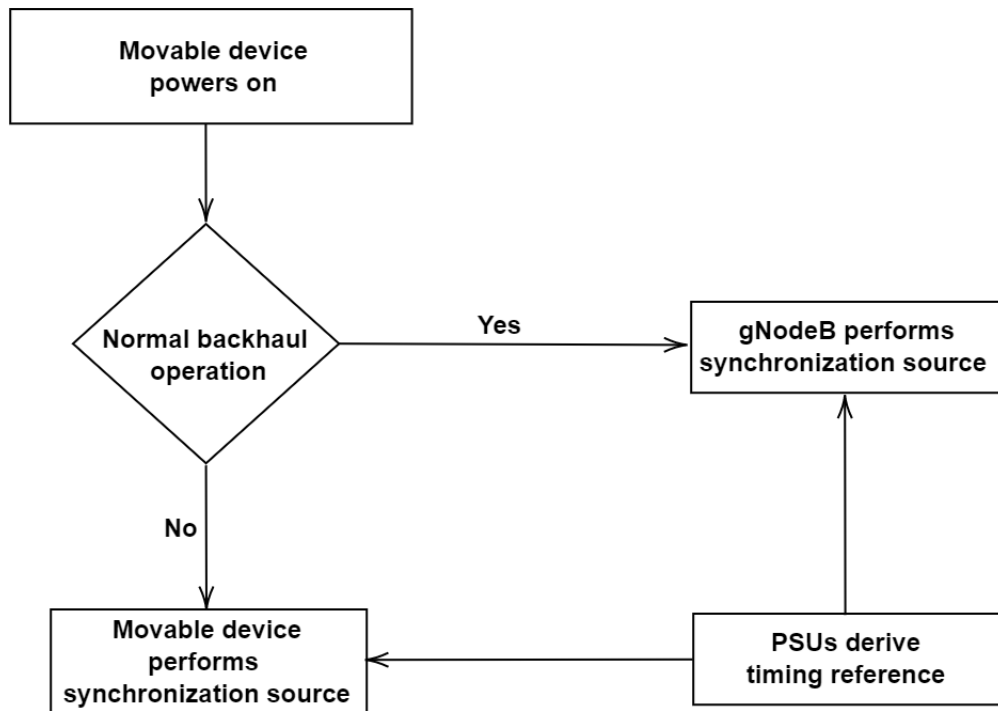 Movable device
powers on
Normal backhaul
operation
Yes
gNodeB performs
synchronization source
No
Movable device
performs
synchronization source
PSUs derive
timing reference